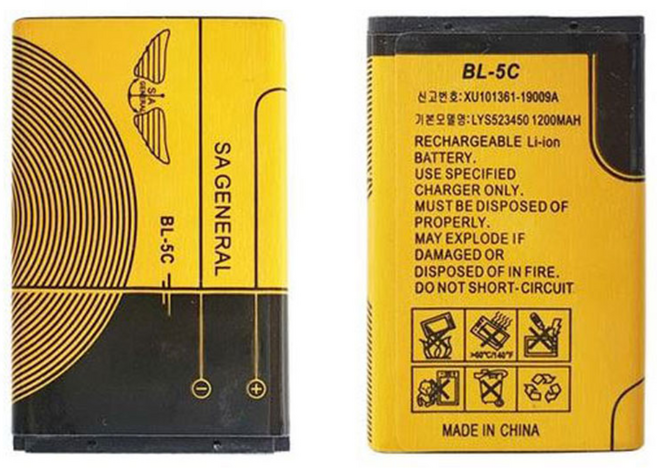 SA
GENERAL
SA GENERAL
BL-5C
BL-5C
신고번호:XU101361-19009A
기본모델명:LYS523450 1200MAH
RECHARGEABLE Li-ion
BATTERY.
USE SPECIFIED
CHARGER ONLY.
MUST BE DISPOSED OF
PROPERLY.
MAY EXPLODE IF
DAMAGED OR
DISPOSED OF IN FIRE.
DO NOT SHORT-CIRCUIT
>60°C/140°F
MADE IN CHINA